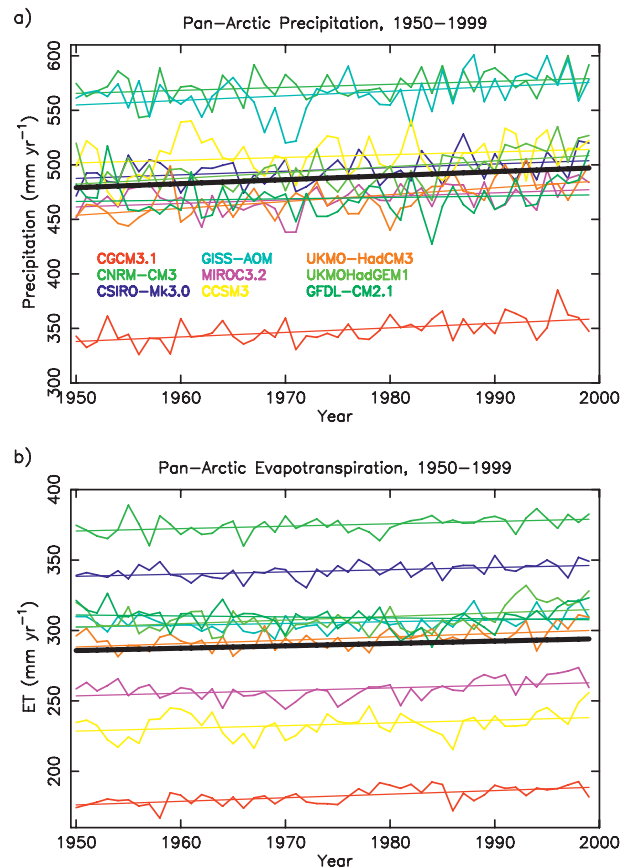 a)
Pan-Arctic Precipitation, 1950-1999
Precipitation (mm yr⁻¹)
600
550
500
450
400
350
300
CGCM3.1 GISS-AOM UKMO-HadCM3
CNRM-CM3 MIROC3.2 UKMOHadGEM1
CSIRO-Mk3.0 CCSM3 GFDL-CM2.1
1950 1960 1970 1980 1990 2000
Year
b)
Pan-Arctic Evapotranspiration, 1950-1999
ET (mm yr⁻¹)
400
350
300
250
200
1950 1960 1970 1980 1990 2000
Year